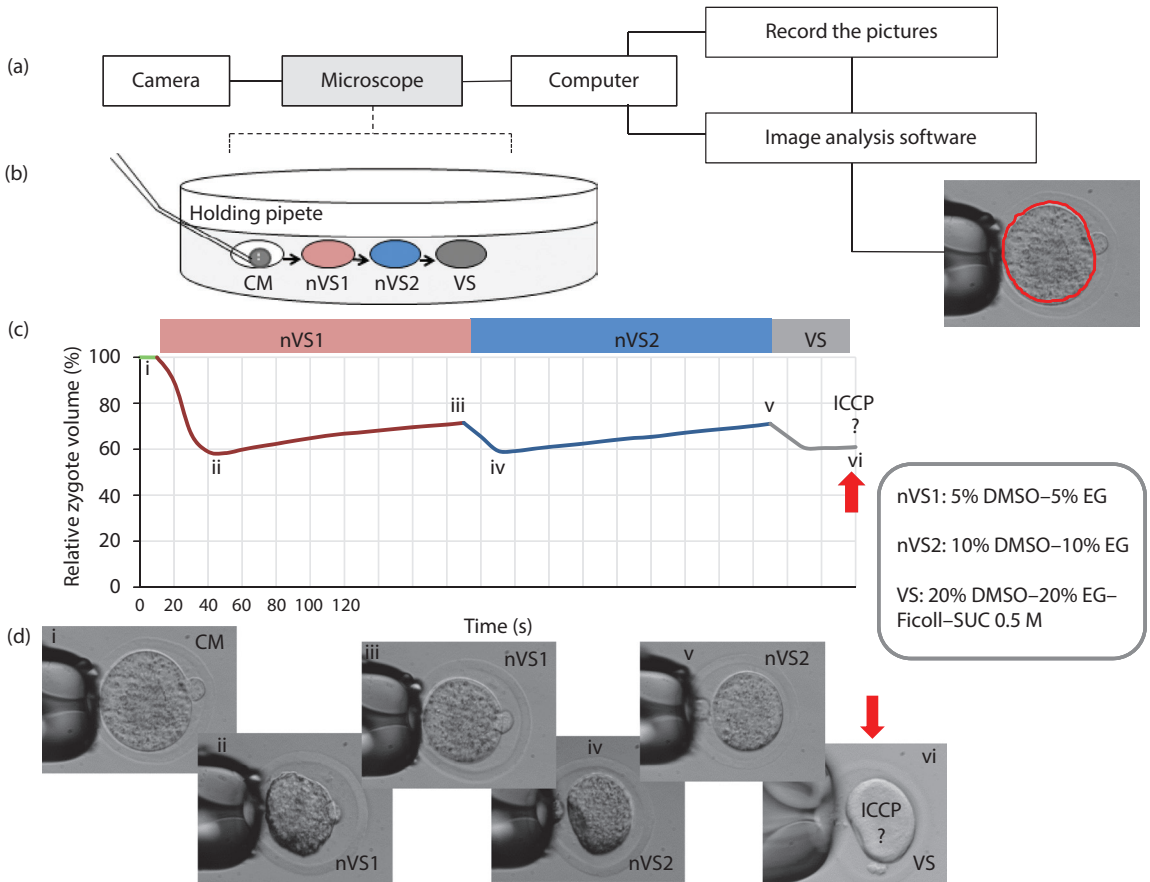 (a)
Camera
Microscope
Computer
Record the pictures
Image analysis software
(b)
Holding pipete
CM
nVS1
nVS2
VS
(c)
nVS1
nVS2
VS
Relative zygote volume (%)
100
80
60
40
20
0
i
ii
iii
iv
v
ICCP
?
vi
0 20 40 60 80 100 120
Time (s)
nVS1: 5% DMSO–5% EG
nVS2: 10% DMSO–10% EG
VS: 20% DMSO–20% EG–
Ficoll–SUC 0.5 M
(d)
i
CM
ii
nVS1
iii
nVS1
iv
nVS2
v
nVS2
vi
ICCP
?
VS